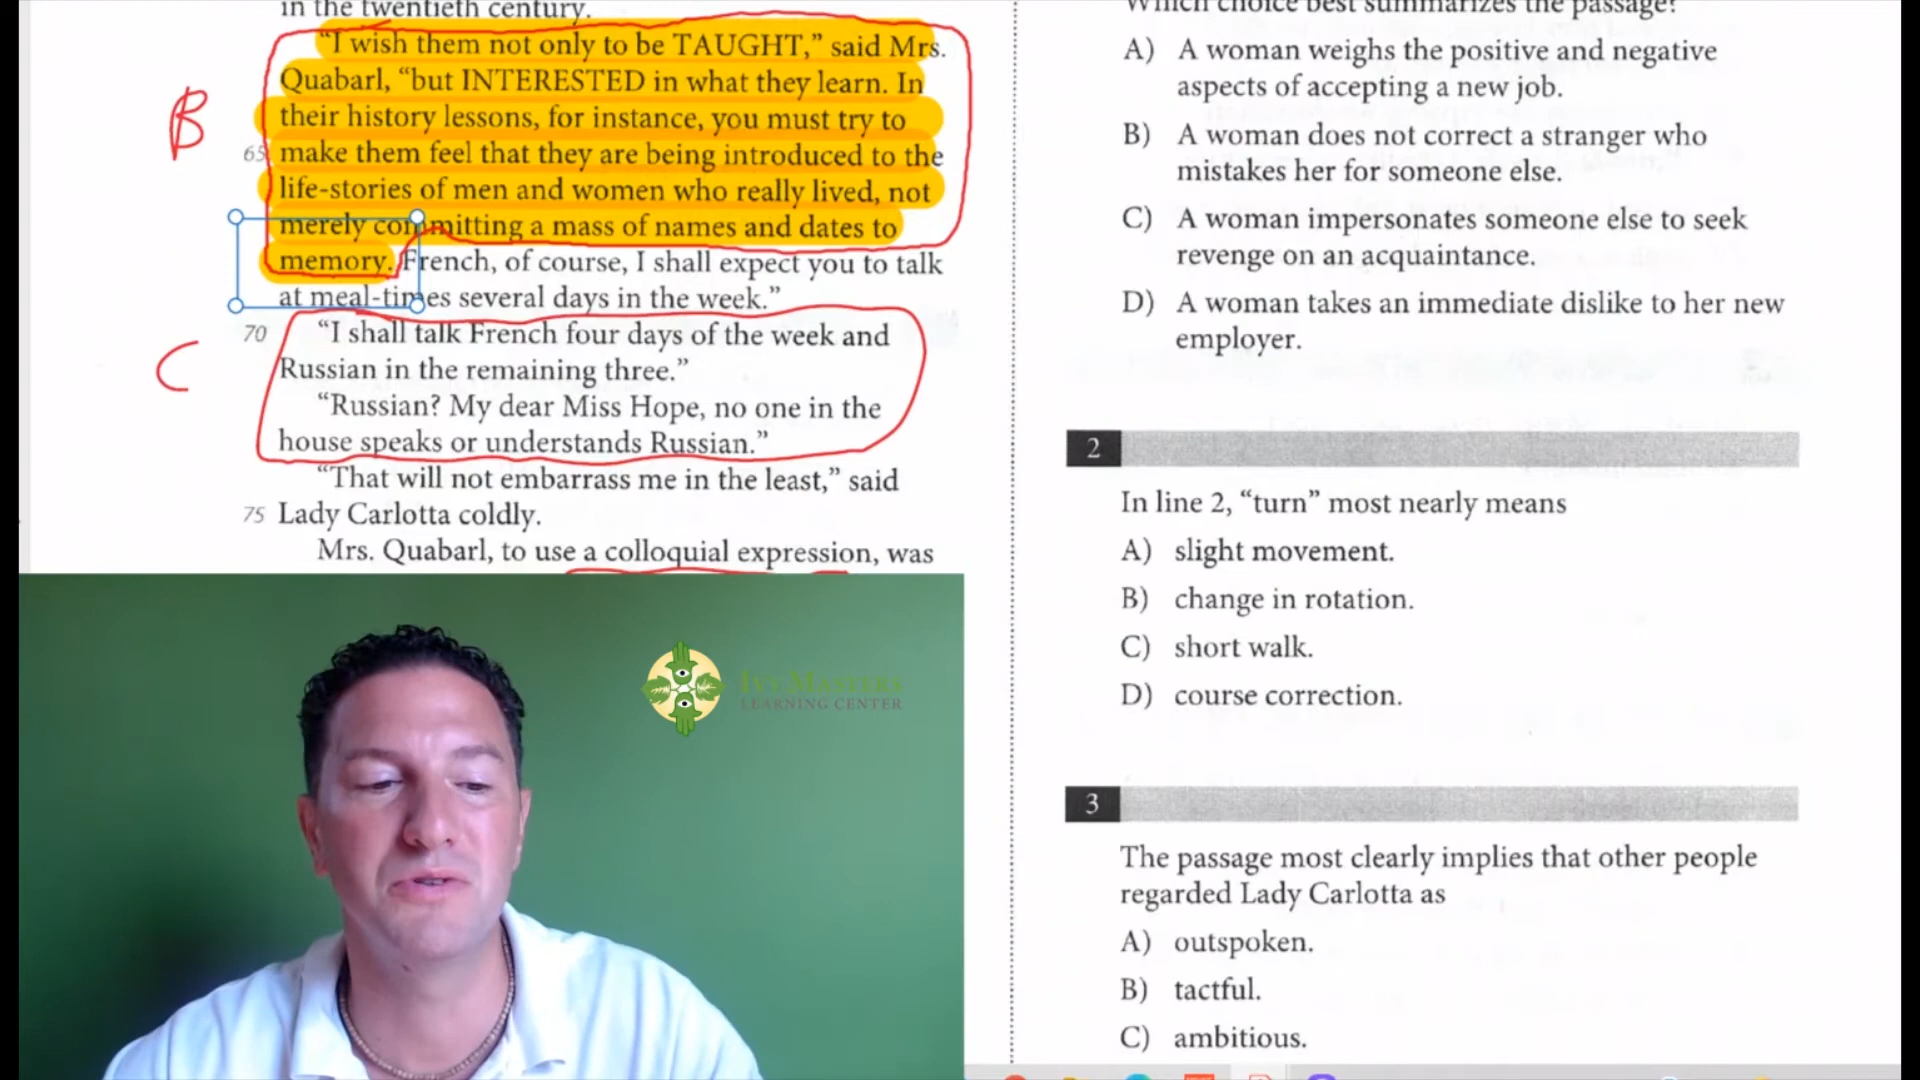 in the twentieth century.
“I wish them not only to be TAUGHT,” said Mrs.
Quabarl, “but INTERESTED in what they learn. In
their history lessons, for instance, you must try to
65 make them feel that they are being introduced to the
life-stories of men and women who really lived, not
merely committing a mass of names and dates to
memory. French, of course, I shall expect you to talk
at meal-times several days in the week.”
70 “I shall talk French four days of the week and
Russian in the remaining three.”
“Russian? My dear Miss Hope, no one in the
house speaks or understands Russian.”
“That will not embarrass me in the least,” said
75 Lady Carlotta coldly.
Mrs. Quabarl, to use a colloquial expression, was
B
C
IVY MASTERS
LEARNING CENTER
Which choice best summarizes the passage?
A) A woman weighs the positive and negative
aspects of accepting a new job.
B) A woman does not correct a stranger who
mistakes her for someone else.
C) A woman impersonates someone else to seek
revenge on an acquaintance.
D) A woman takes an immediate dislike to her new
employer.
2
In line 2, “turn” most nearly means
A) slight movement.
B) change in rotation.
C) short walk.
D) course correction.
3
The passage most clearly implies that other people
regarded Lady Carlotta as
A) outspoken.
B) tactful.
C) ambitious.